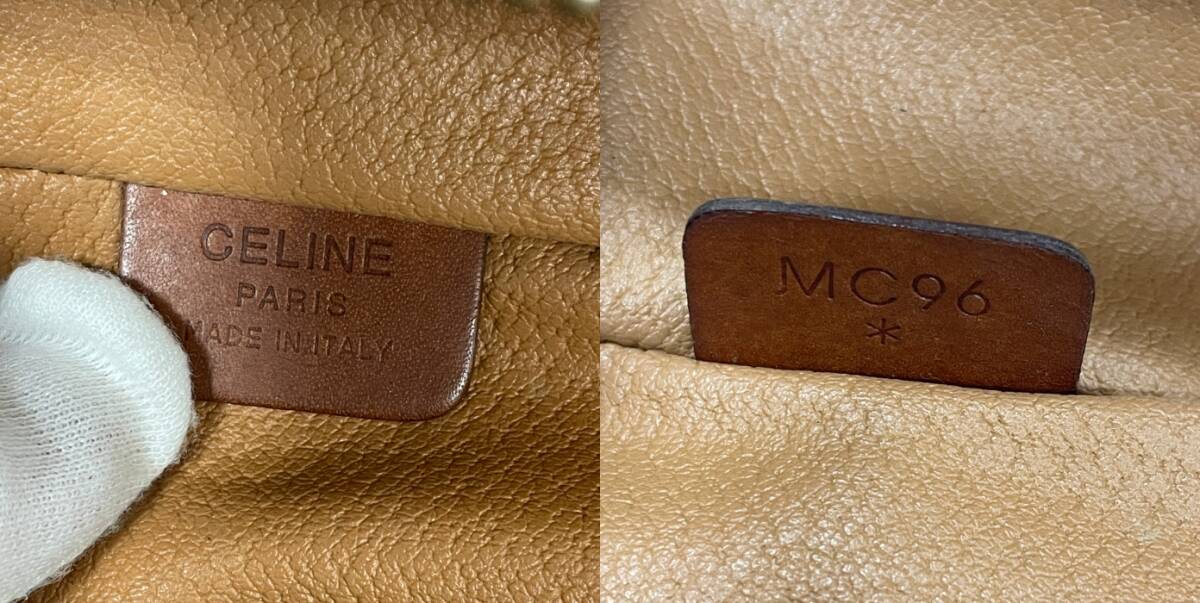 CELINE
PARIS
MADE IN ITALY
MC96
*